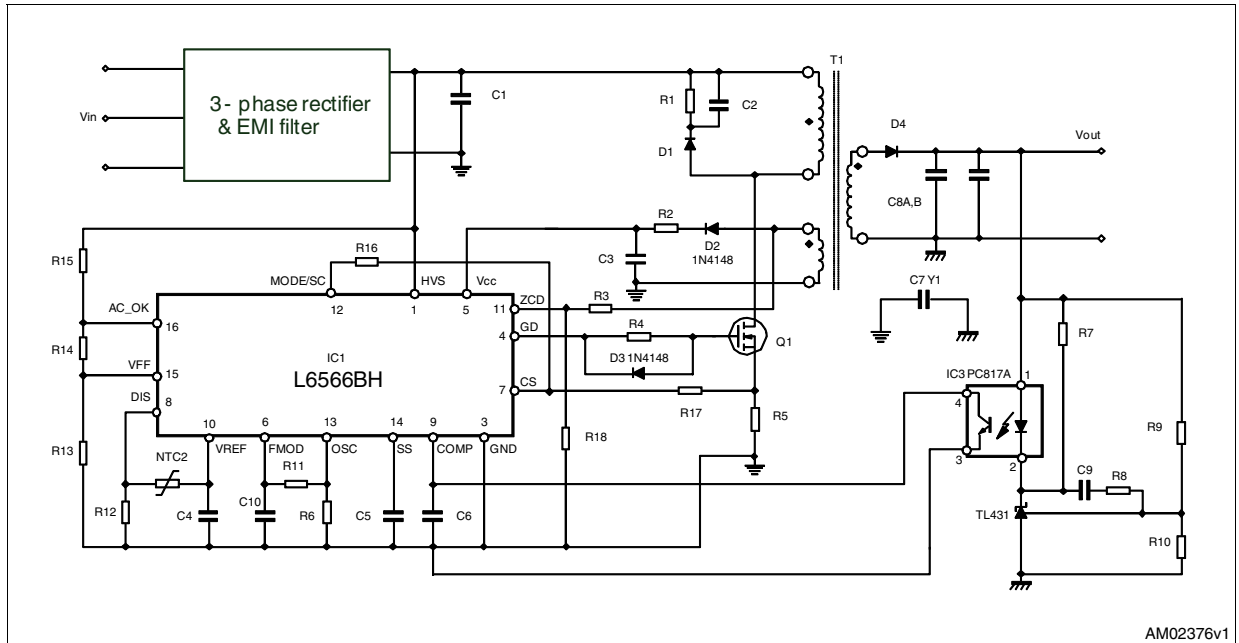 T1
3- phase rectifier
& EMI filter
Vin
C1
R1
C2
D1
D4
Vout
C8A,B
R2
D2
1N4148
C3
R15
R16
MODE/SC
HVS
Vcc
12
1
5
11
ZCD
R3
C7 Y1
AC_OK
16
4
GD
R4
Q1
R7
R14
IC1
L6566BH
D3 1N4148
VFF
15
7
CS
IC3 PC817A
1
4
DIS
8
R17
R5
R9
10
6
13
14
9
3
VREF
FMOD
OSC
SS
COMP
GND
R13
R18
3
2
NTC2
R11
C9
R8
R12
C4
C10
R6
C5
C6
TL431
R10
AM02376v1